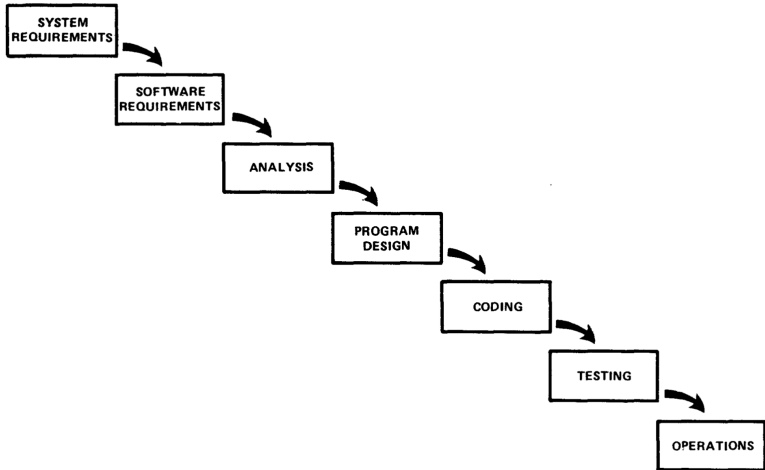 SYSTEM
REQUIREMENTS
SOFTWARE
REQUIREMENTS
ANALYSIS
PROGRAM
DESIGN
CODING
TESTING
OPERATIONS